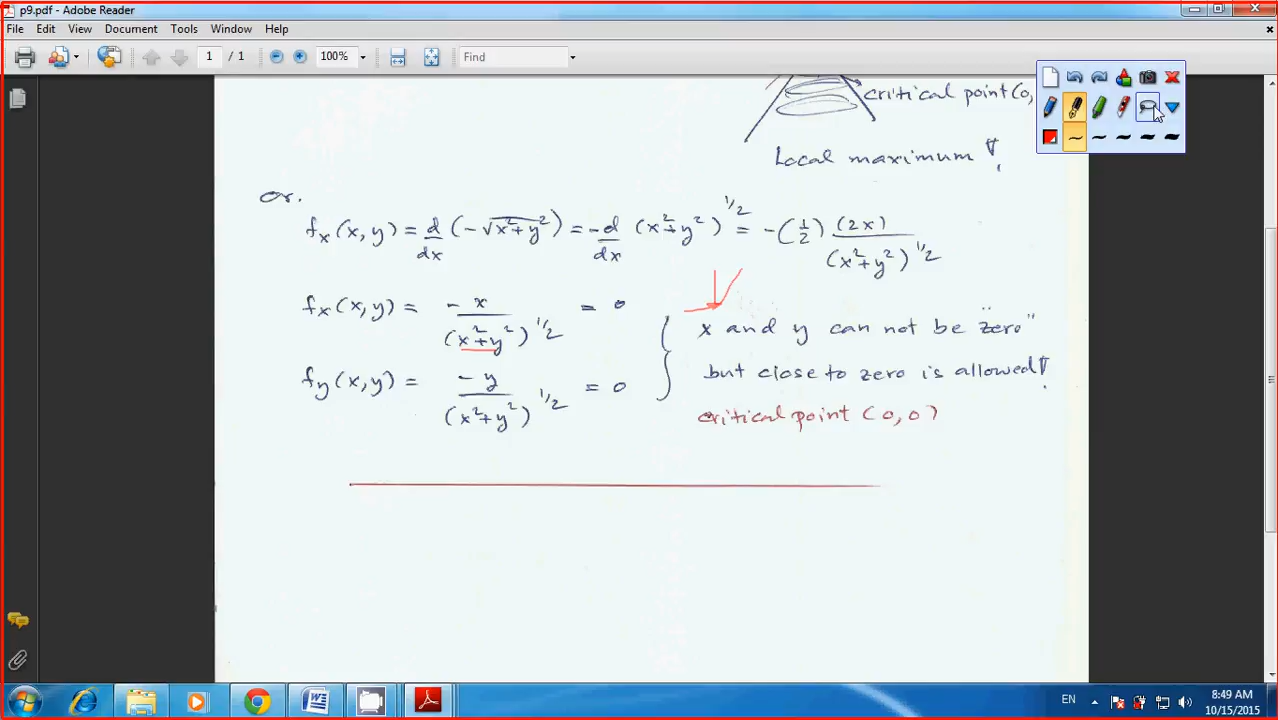 p9.pdf - Adobe Reader
File Edit View Document Tools Window Help
1 / 1 100% Find
critical point (0,
Local maximum !
or.
fx(x,y) = d/dx (-√x²+y²) = -d/dx (x²+y²)^1/2 = -(1/2) (2x)/(x²+y²)^1/2
fx(x,y) = -x/(x²+y²)^1/2 = 0
x and y can not be "zero"
but close to zero is allowed !
fy(x,y) = -y/(x²+y²)^1/2 = 0
critical point (0,0)
EN
8:49 AM
10/15/2015